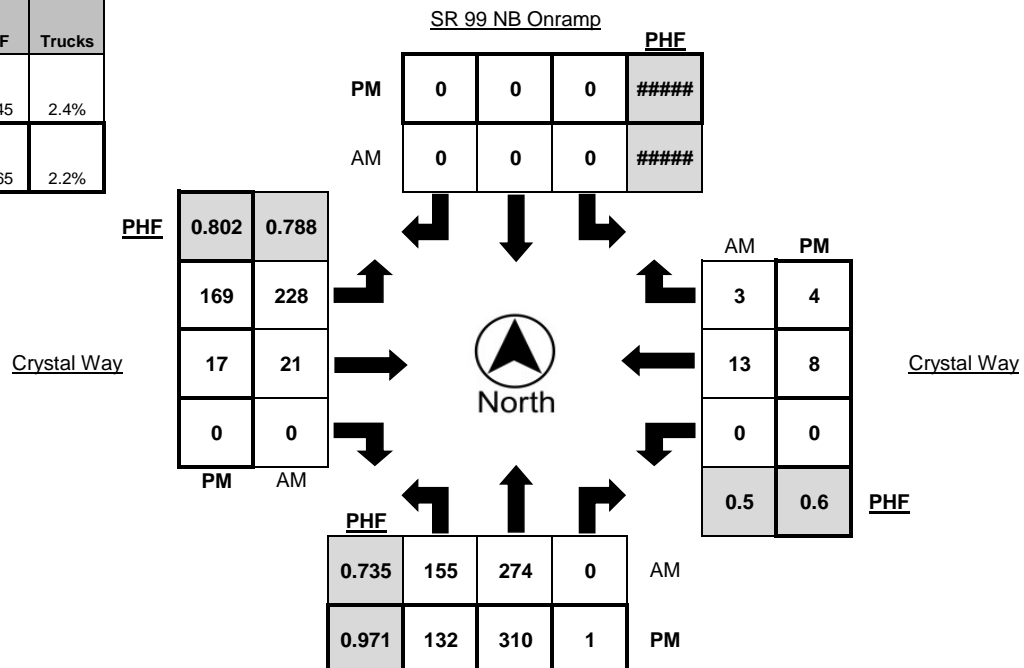 SR 99 NB Onramp
Trucks
PHF
PM 0 0 0 #####
2.4%
AM 0 0 0 #####
2.2%
PHF 0.802 0.788
AM PM
169 228
3 4
Crystal Way 17 21
13 8 Crystal Way
North
0 0
0 0
PM AM
0.5 0.6 PHF
PHF
0.735 155 274 0 AM
0.971 132 310 1 PM